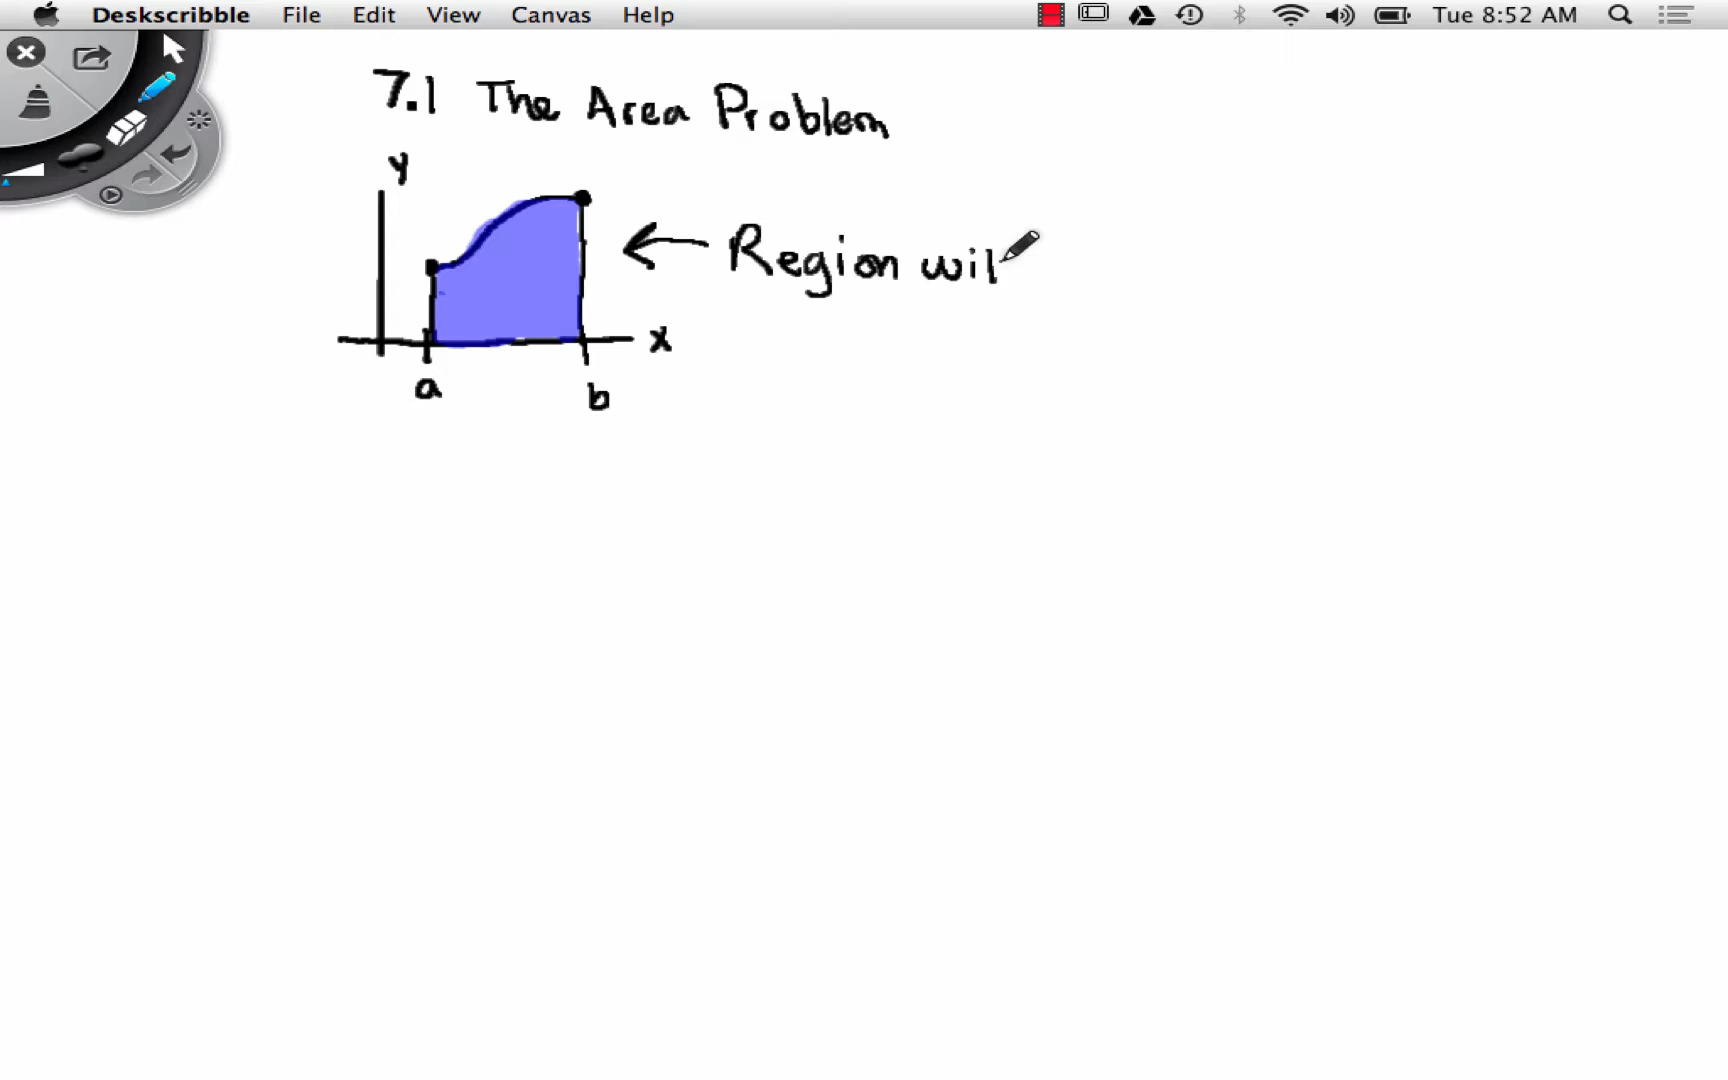 Deskscribble File Edit View Canvas Help Tue 8:52 AM
7.1 The Area Problem
y
Region wil
x
a b